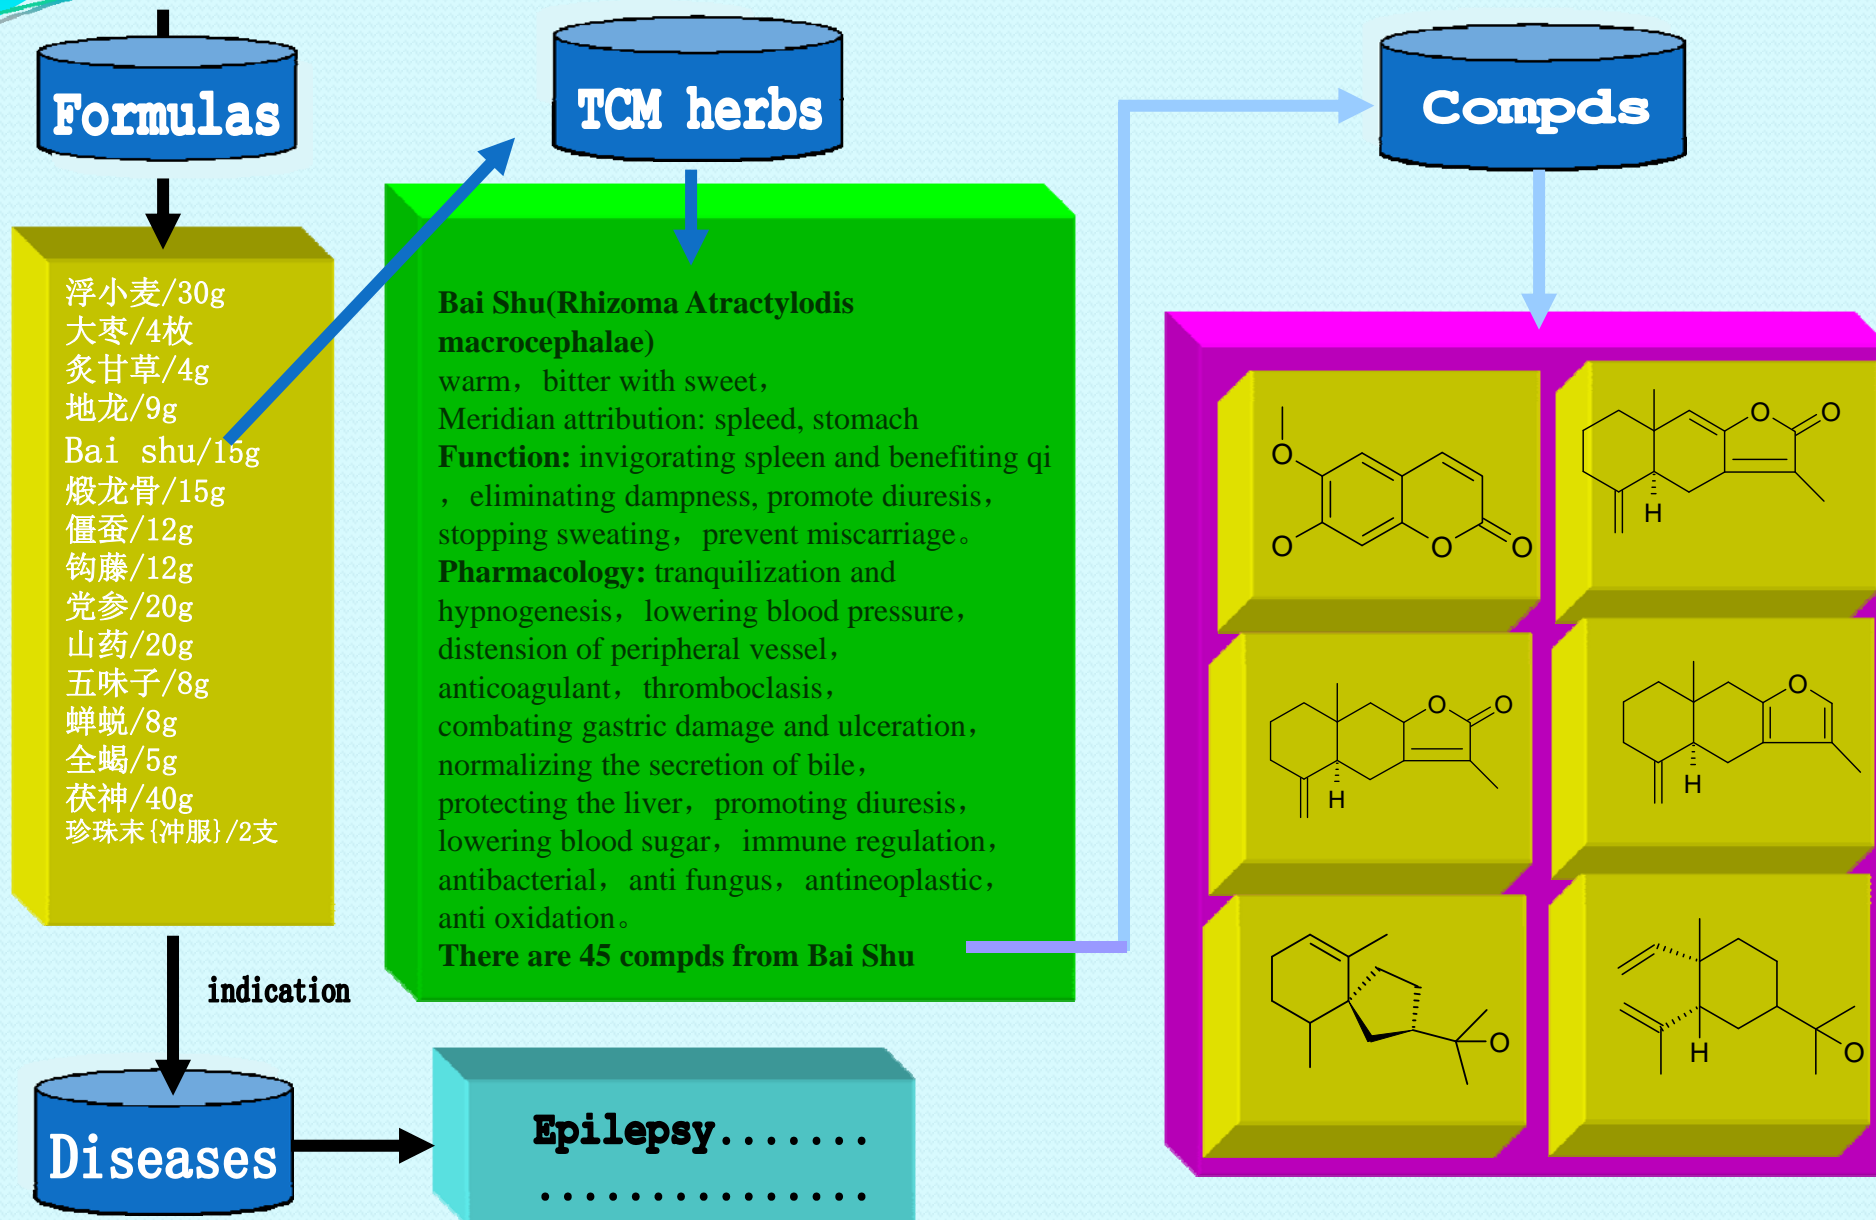 Formulas
TCM herbs
Compds
浮小麦/30g
大枣/4枚
炙甘草/4g
地龙/9g
Bai shu/15g
煅龙骨/15g
僵蚕/12g
钩藤/12g
党参/20g
山药/20g
五味子/8g
蝉蜕/8g
全蝎/5g
茯神/40g
珍珠末{冲服}/2支
Bai Shu(Rhizoma Atractylodis
macrocephalae)
warm，bitter with sweet，
Meridian attribution: spleed, stomach
Function: invigorating spleen and benefiting qi
，eliminating dampness, promote diuresis，
stopping sweating，prevent miscarriage。
Pharmacology: tranquilization and
hypnogenesis，lowering blood pressure，
distension of peripheral vessel，
anticoagulant，thromboclasis，
combating gastric damage and ulceration，
normalizing the secretion of bile，
protecting the liver，promoting diuresis，
lowering blood sugar，immune regulation，
antibacterial，anti fungus，antineoplastic，
anti oxidation。
There are 45 compds from Bai Shu
O
O
O
O
O
O
H
O
O
H
O
H
O
H
O
indication
Diseases
Epilepsy.......
...............